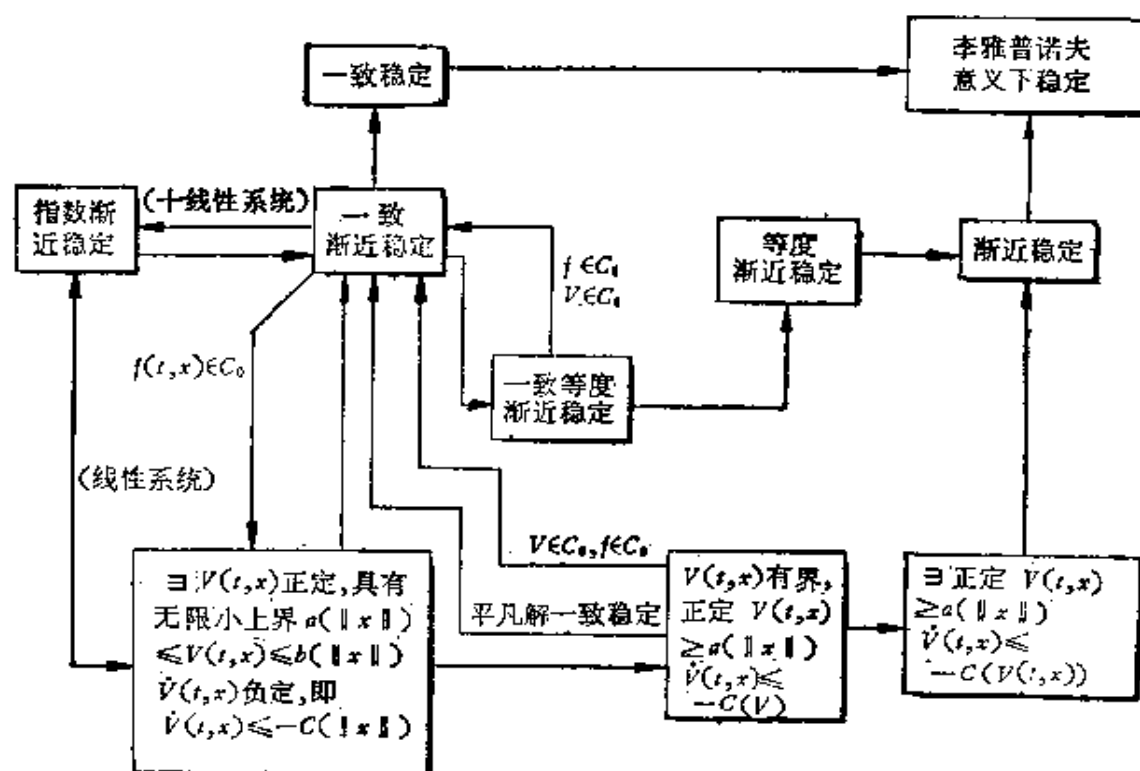 一致稳定
李雅普诺夫
意义下稳定
指数渐
近稳定
(十线性系统)
一致
渐近稳定
f∈C₀
V∈C₀
等度
渐近稳定
渐近稳定
f(t,x)∈C₀
一致等度
渐近稳定
(线性系统)
V∈C₀,f∈C₀
平凡解一致稳定
∃ V(t,x)正定,具有
无限小上界a(‖x‖)
≤V(t,x)≤b(‖x‖)
V̇(t,x)负定,即
V̇(t,x)≤—C(‖x‖)
V(t,x)有界,
正定 V(t,x)
≥a(‖x‖)
V̇(t,x)≤
—C(V)
∃ 正定 V(t,x)
≥a(‖x‖)
V̇(t,x)≤
—C(V(t,x))